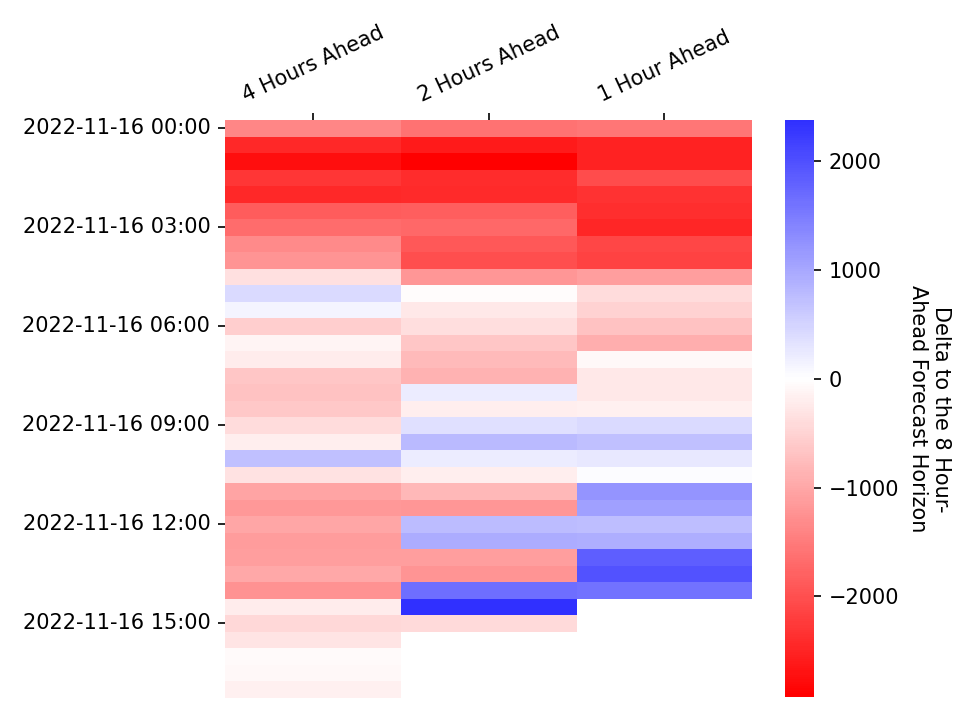 4 Hours Ahead
2 Hours Ahead
1 Hour Ahead
2022-11-16 00:00
2022-11-16 03:00
2022-11-16 06:00
2022-11-16 09:00
2022-11-16 12:00
2022-11-16 15:00
2000
1000
0
−1000
−2000
Delta to the 8 Hour-
Ahead Forecast Horizon